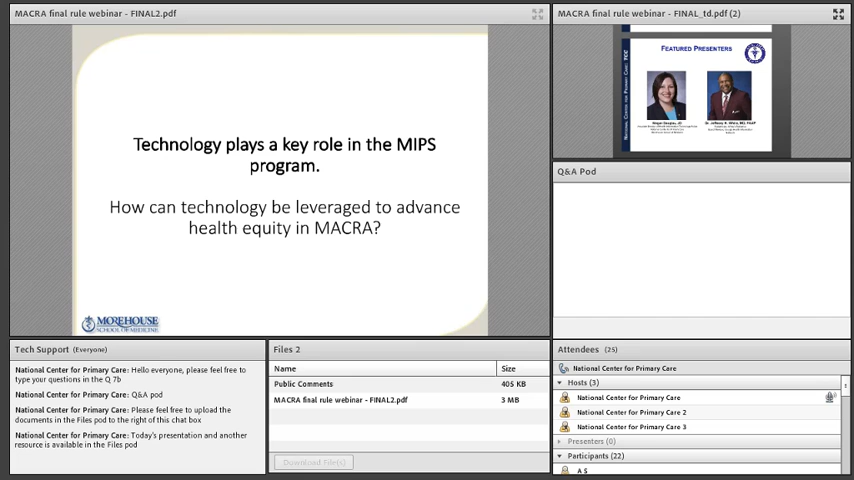 MACRA final rule webinar - FINAL2.pdf
Technology plays a key role in the MIPS
program.
How can technology be leveraged to advance
health equity in MACRA?
MOREHOUSE
SCHOOL OF MEDICINE
MACRA final rule webinar - FINAL_td.pdf (2)
FEATURED PRESENTERS
NATIONAL CENTER FOR PRIMARY CARE
Q&A Pod
Tech Support (Everyone)
National Center for Primary Care: Hello everyone, please feel free to
type your questions in the Q 7b
National Center for Primary Care: Q&A pod
National Center for Primary Care: Please feel free to upload the
documents in the Files pod to the right of this chat box
National Center for Primary Care: Today's presentation and another
resource is available in the Files pod
Files 2
Name Size
Public Comments 405 KB
MACRA final rule webinar - FINAL2.pdf 3 MB
Download File(s)
Attendees (25)
National Center for Primary Care
Hosts (3)
National Center for Primary Care
National Center for Primary Care 2
National Center for Primary Care 3
Presenters (0)
Participants (22)
A S